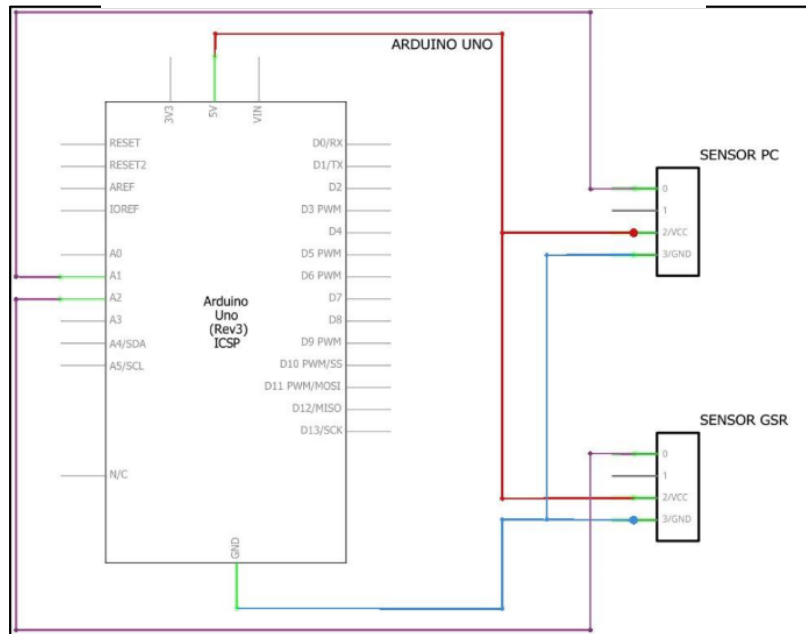 ARDUINO UNO
3V3
5V
VIN
RESET
RESET2
AREF
IOREF
A0
A1
A2
A3
A4/SDA
A5/SCL
N/C
D0/RX
D1/TX
D2
D3 PWM
D4
D5 PWM
D6 PWM
D7
D8
D9 PWM
D10 PWM/SS
D11 PWM/MOSI
D12/MISO
D13/SCK
Arduino
Uno
(Rev3)
ICSP
GND
SENSOR PC
0
1
2/VCC
3/GND
SENSOR GSR
0
1
2/VCC
3/GND